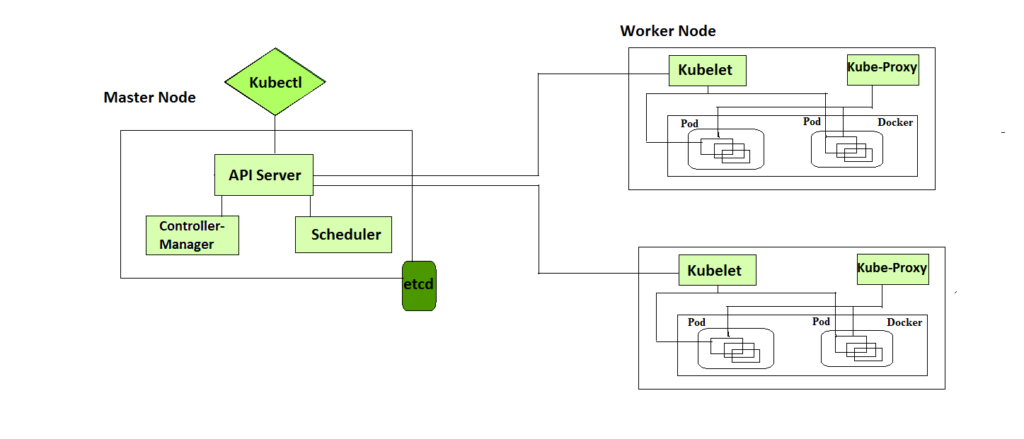 Worker Node
Kubectl
Master Node
API Server
Controller-
Manager
Scheduler
etcd
Kubelet
Kube-Proxy
Pod
Pod
Docker
Kubelet
Kube-Proxy
Pod
Pod
Docker